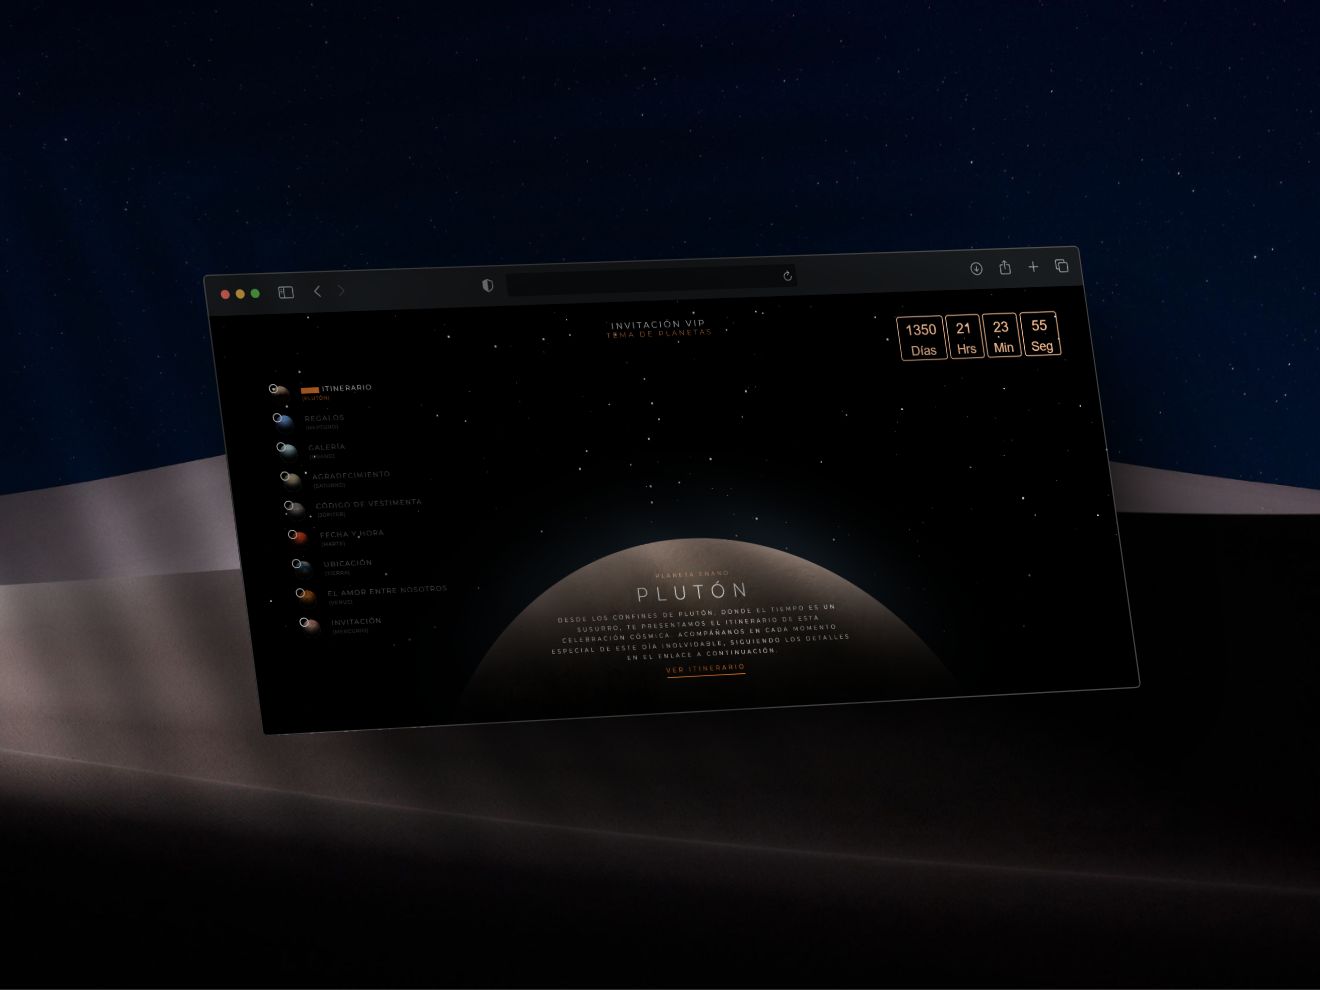 INVITACIÓN VIP
TEMA DE PLANETAS
1350 Días
21 Hrs
23 Min
55 Seg
ITINERARIO
(PLUTÓN)
REGALOS
(NEPTUNO)
GALERÍA
(URANO)
AGRADECIMIENTO
(SATURNO)
CÓDIGO DE VESTIMENTA
(JÚPITER)
FECHA Y HORA
(MARTE)
UBICACIÓN
(TIERRA)
EL AMOR ENTRE NOSOTROS
(VENUS)
INVITACIÓN
(MERCURIO)
PLANETA ENANO
PLUTÓN
DESDE LOS CONFINES DE PLUTÓN, DONDE EL TIEMPO ES UN
SUSURRO, TE PRESENTAMOS EL ITINERARIO DE ESTA
CELEBRACIÓN CÓSMICA. ACOMPÁÑANOS EN CADA MOMENTO
ESPECIAL DE ESTE DÍA INOLVIDABLE, SIGUIENDO LOS DETALLES
EN EL ENLACE A CONTINUACIÓN.
VER ITINERARIO